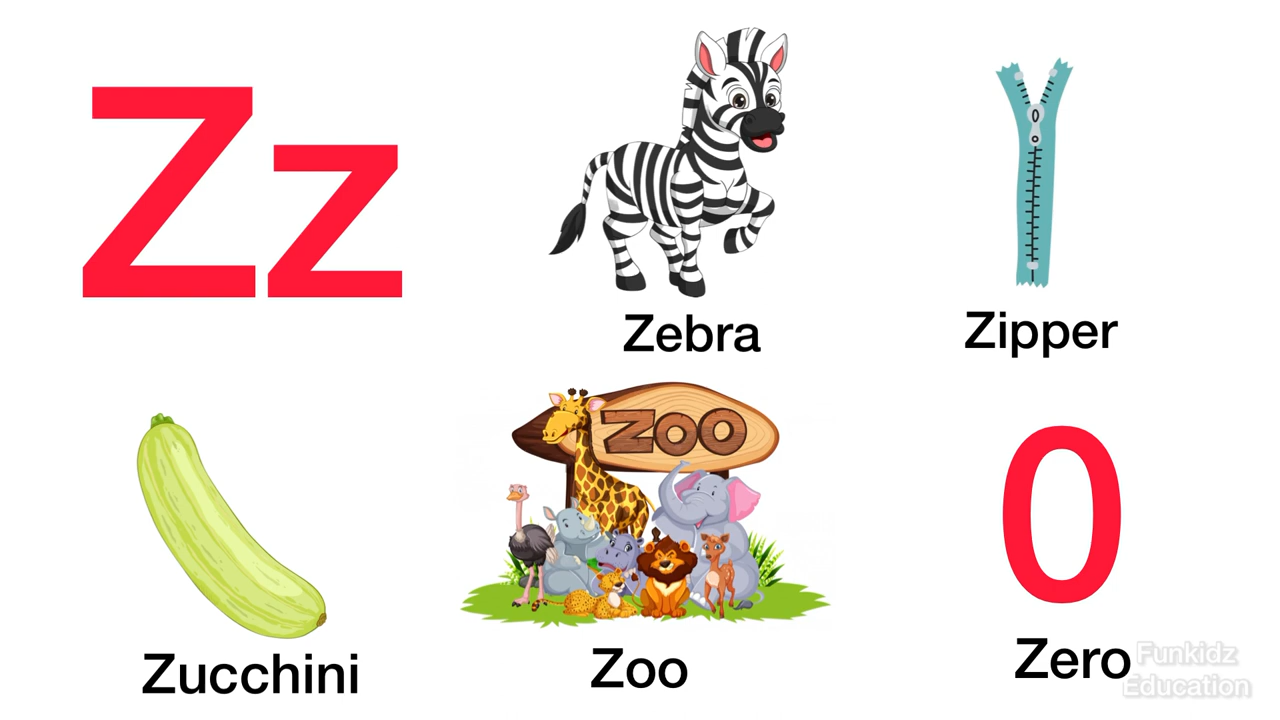 Zz
Zebra
Zipper
ZOO
Zucchini
Zoo
0
Zero
Funkidz
Education